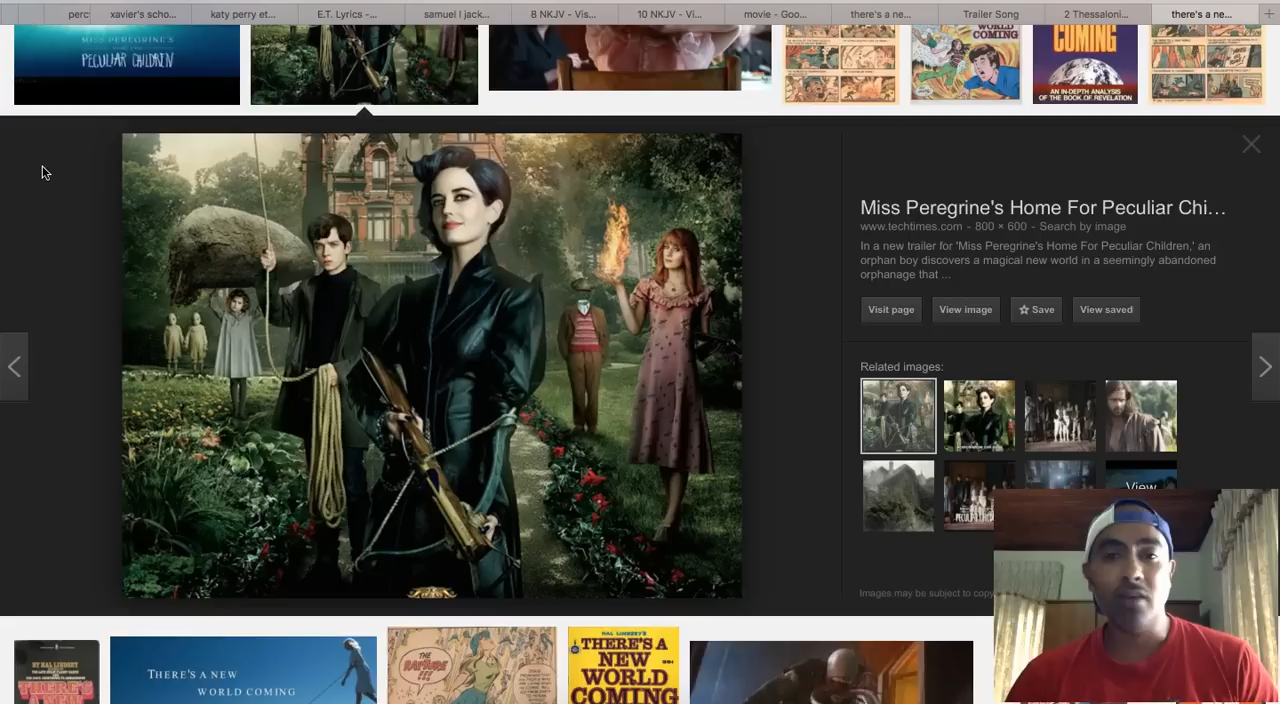 perc
xavier's scho...
katy perry et...
E.T. Lyrics -...
samuel l jack...
8 NKJV - Vis...
10 NKJV - Vi...
movie - Goo...
there's a ne...
Trailer Song
2 Thessaloni...
there's a ne...
MISS PEREGRINE'S
PECULIAR CHILDREN
WORLD
COMING
COMING
AN IN-DEPTH ANALYSIS
OF THE BOOK OF REVELATION
Miss Peregrine's Home For Peculiar Chi...
www.techtimes.com - 800 × 600 - Search by image
In a new trailer for 'Miss Peregrine's Home For Peculiar Children,' an
orphan boy discovers a magical new world in a seemingly abandoned
orphanage that ...
Visit page
View image
Save
View saved
Related images:
View
PECULIAR
Images may be subject to copy
BY HAL LINDSEY
THERE'S A
THERE'S A NEW
WORLD COMING
THE
RAPTURE
!!!
HAL LINDSEY'S
THERE'S A
NEW
WORLD
COMING